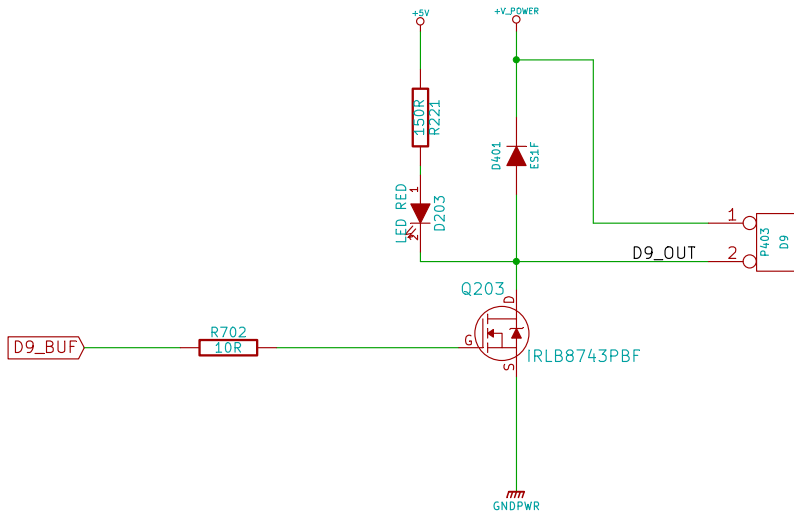 +5V
+V_POWER
150R
R221
D401
ES1F
1
LED RED
D203
2
1
P403
D9
D9_OUT
2
Q203
D
R702
10R
D9_BUF
G
IRLB8743PBF
S
GNDPWR